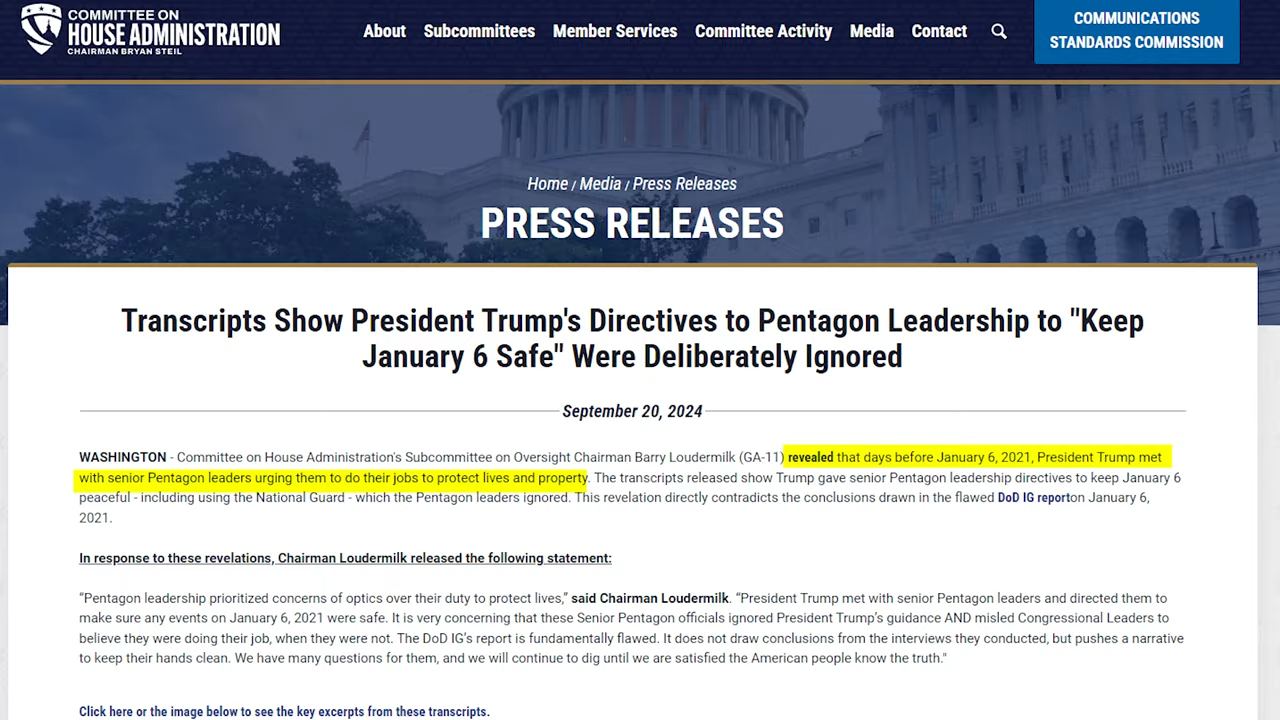 COMMITTEE ON
HOUSE ADMINISTRATION
CHAIRMAN BRYAN STEIL
About Subcommittees Member Services Committee Activity Media Contact
COMMUNICATIONS
STANDARDS COMMISSION
Home / Media / Press Releases
PRESS RELEASES
Transcripts Show President Trump's Directives to Pentagon Leadership to "Keep
January 6 Safe" Were Deliberately Ignored
September 20, 2024
WASHINGTON - Committee on House Administration's Subcommittee on Oversight Chairman Barry Loudermilk (GA-11) revealed that days before January 6, 2021, President Trump met
with senior Pentagon leaders urging them to do their jobs to protect lives and property. The transcripts released show Trump gave senior Pentagon leadership directives to keep January 6
peaceful - including using the National Guard - which the Pentagon leaders ignored. This revelation directly contradicts the conclusions drawn in the flawed DoD IG reporton January 6,
2021.
In response to these revelations, Chairman Loudermilk released the following statement:
“Pentagon leadership prioritized concerns of optics over their duty to protect lives,” said Chairman Loudermilk. “President Trump met with senior Pentagon leaders and directed them to
make sure any events on January 6, 2021 were safe. It is very concerning that these Senior Pentagon officials ignored President Trump’s guidance AND misled Congressional Leaders to
believe they were doing their job, when they were not. The DoD IG’s report is fundamentally flawed. It does not draw conclusions from the interviews they conducted, but pushes a narrative
to keep their hands clean. We have many questions for them, and we will continue to dig until we are satisfied the American people know the truth."
Click here or the image below to see the key excerpts from these transcripts.